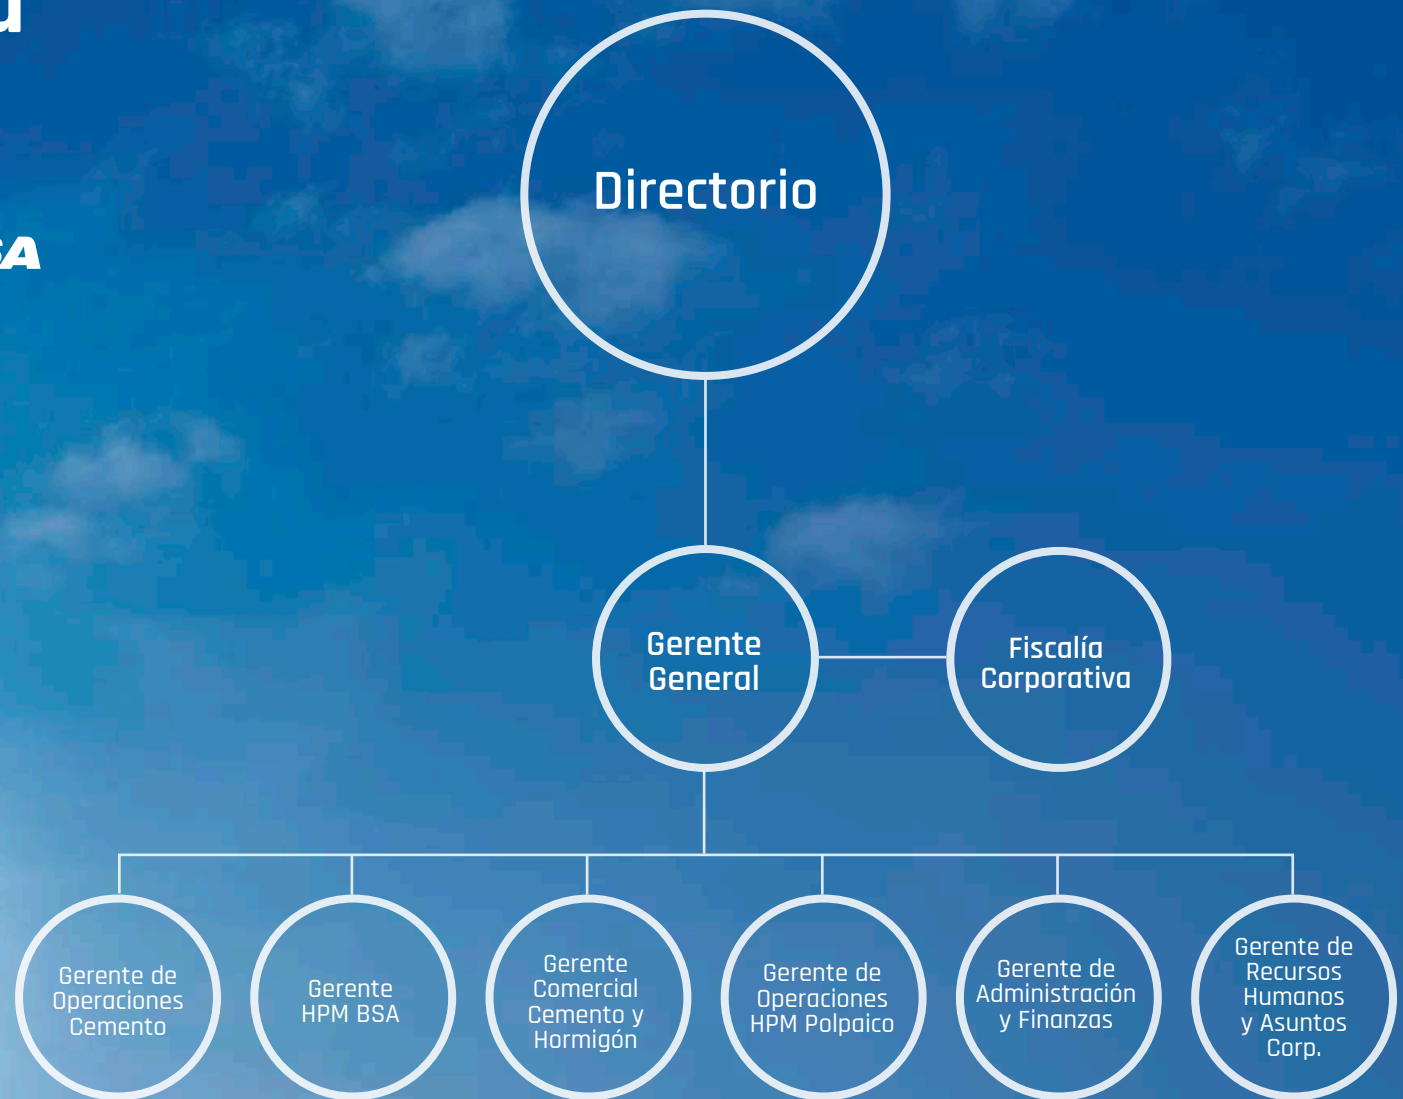 Directorio
Gerente
General
Fiscalía
Corporativa
Gerente de
Operaciones
Cemento
Gerente
HPM BSA
Gerente
Comercial
Cemento y
Hormigón
Gerente de
Operaciones
HPM Polpaico
Gerente de
Administración
y Finanzas
Gerente de
Recursos
Humanos
y Asuntos
Corp.